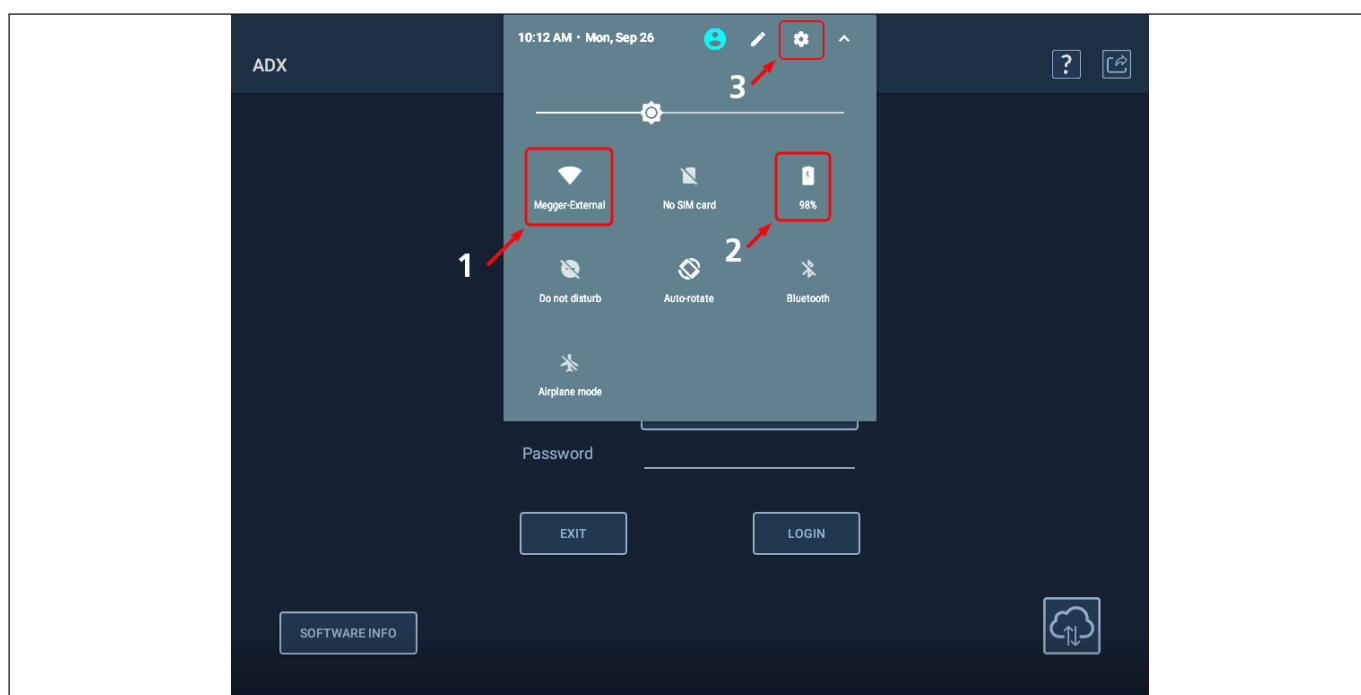 10:12 AM • Mon, Sep 26
ADX
?
3
Megger-External
No SIM card
98%
1
2
Do not disturb
Auto-rotate
Bluetooth
Airplane mode
Password
EXIT
LOGIN
SOFTWARE INFO